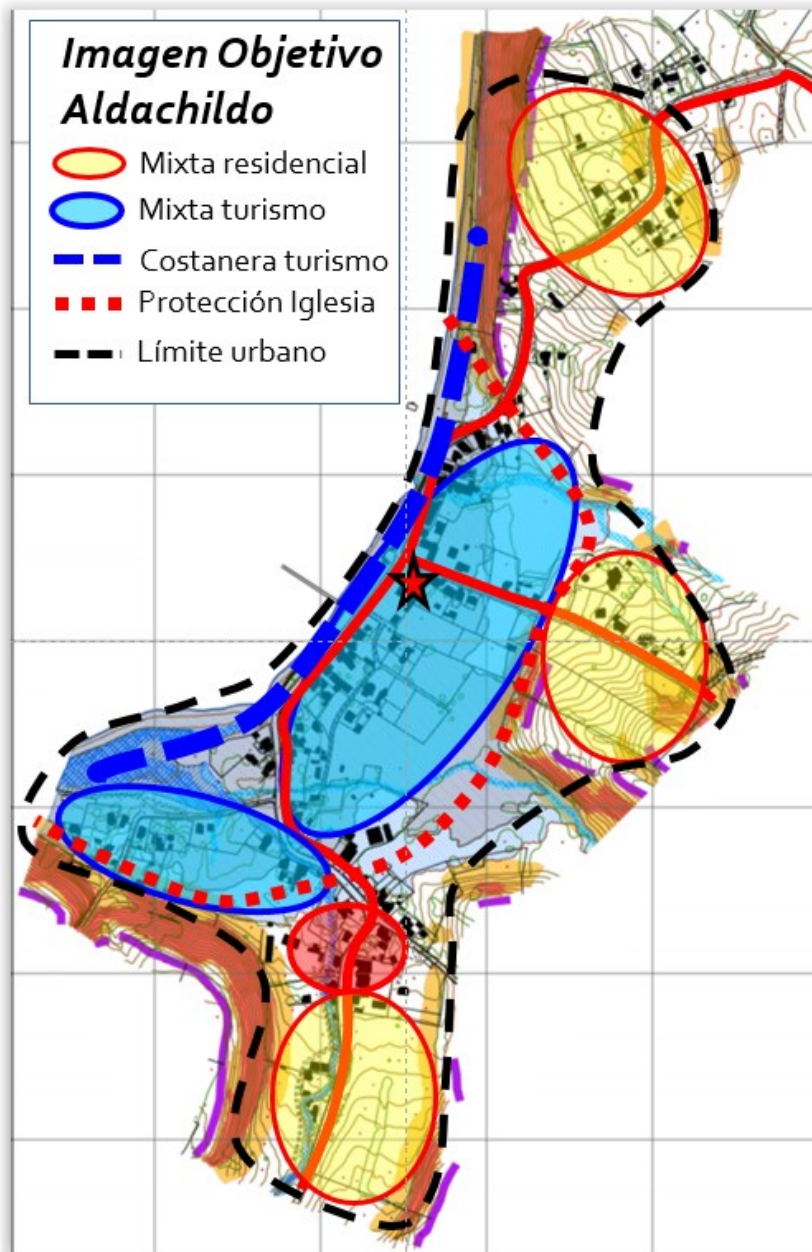 Imagen Objetivo
Aldachildo
Mixta residencial
Mixta turismo
Costanera turismo
Protección Iglesia
Límite urbano